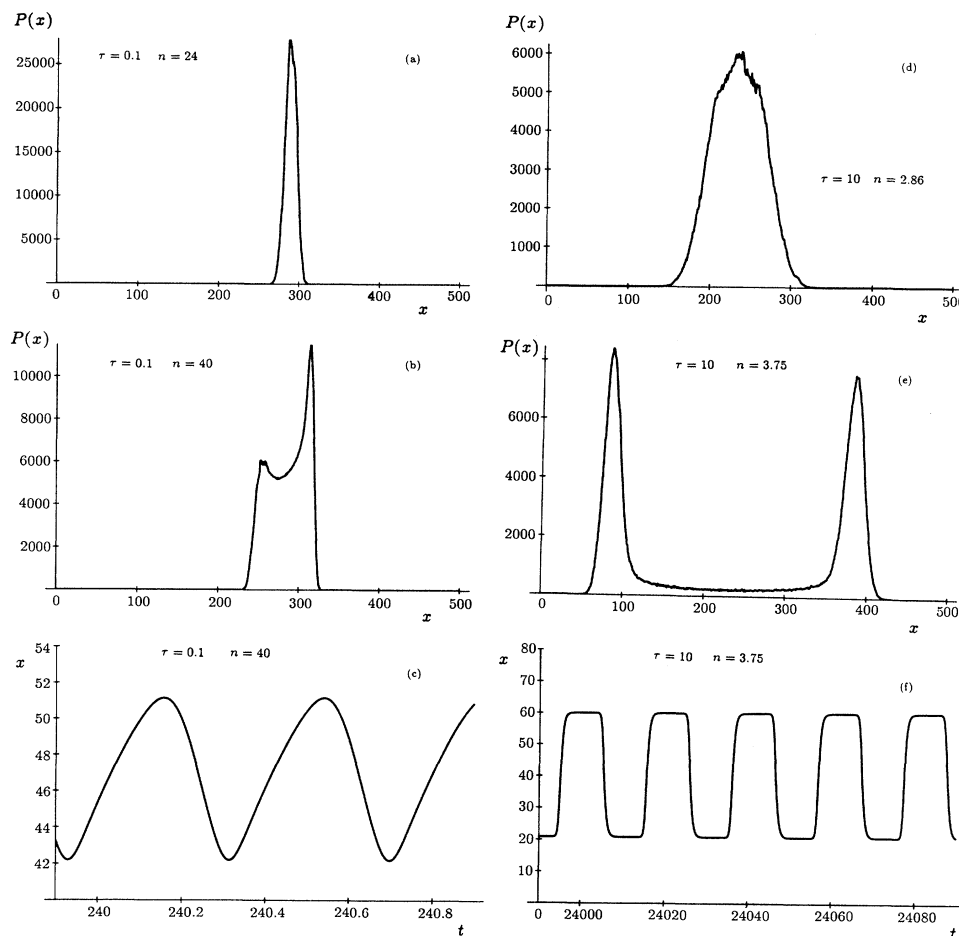 P(x)
τ = 0.1 n = 24
(a)
25000
20000
15000
10000
5000
0 100 200 300 400 500
x
P(x)
6000
5000
4000
3000
2000
1000
(d)
τ = 10 n = 2.86
0 100 200 300 400 500
x
P(x)
τ = 0.1 n = 40
(b)
10000
8000
6000
4000
2000
0 100 200 300 400 500
x
P(x)
τ = 10 n = 3.75
(e)
6000
4000
2000
0 100 200 300 400 500
x
x
τ = 0.1 n = 40
(c)
54
52
50
48
46
44
42
240 240.2 240.4 240.6 240.8
t
x
τ = 10 n = 3.75
(f)
80
70
60
50
40
30
20
10
0 24000 24020 24040 24060 24080
t